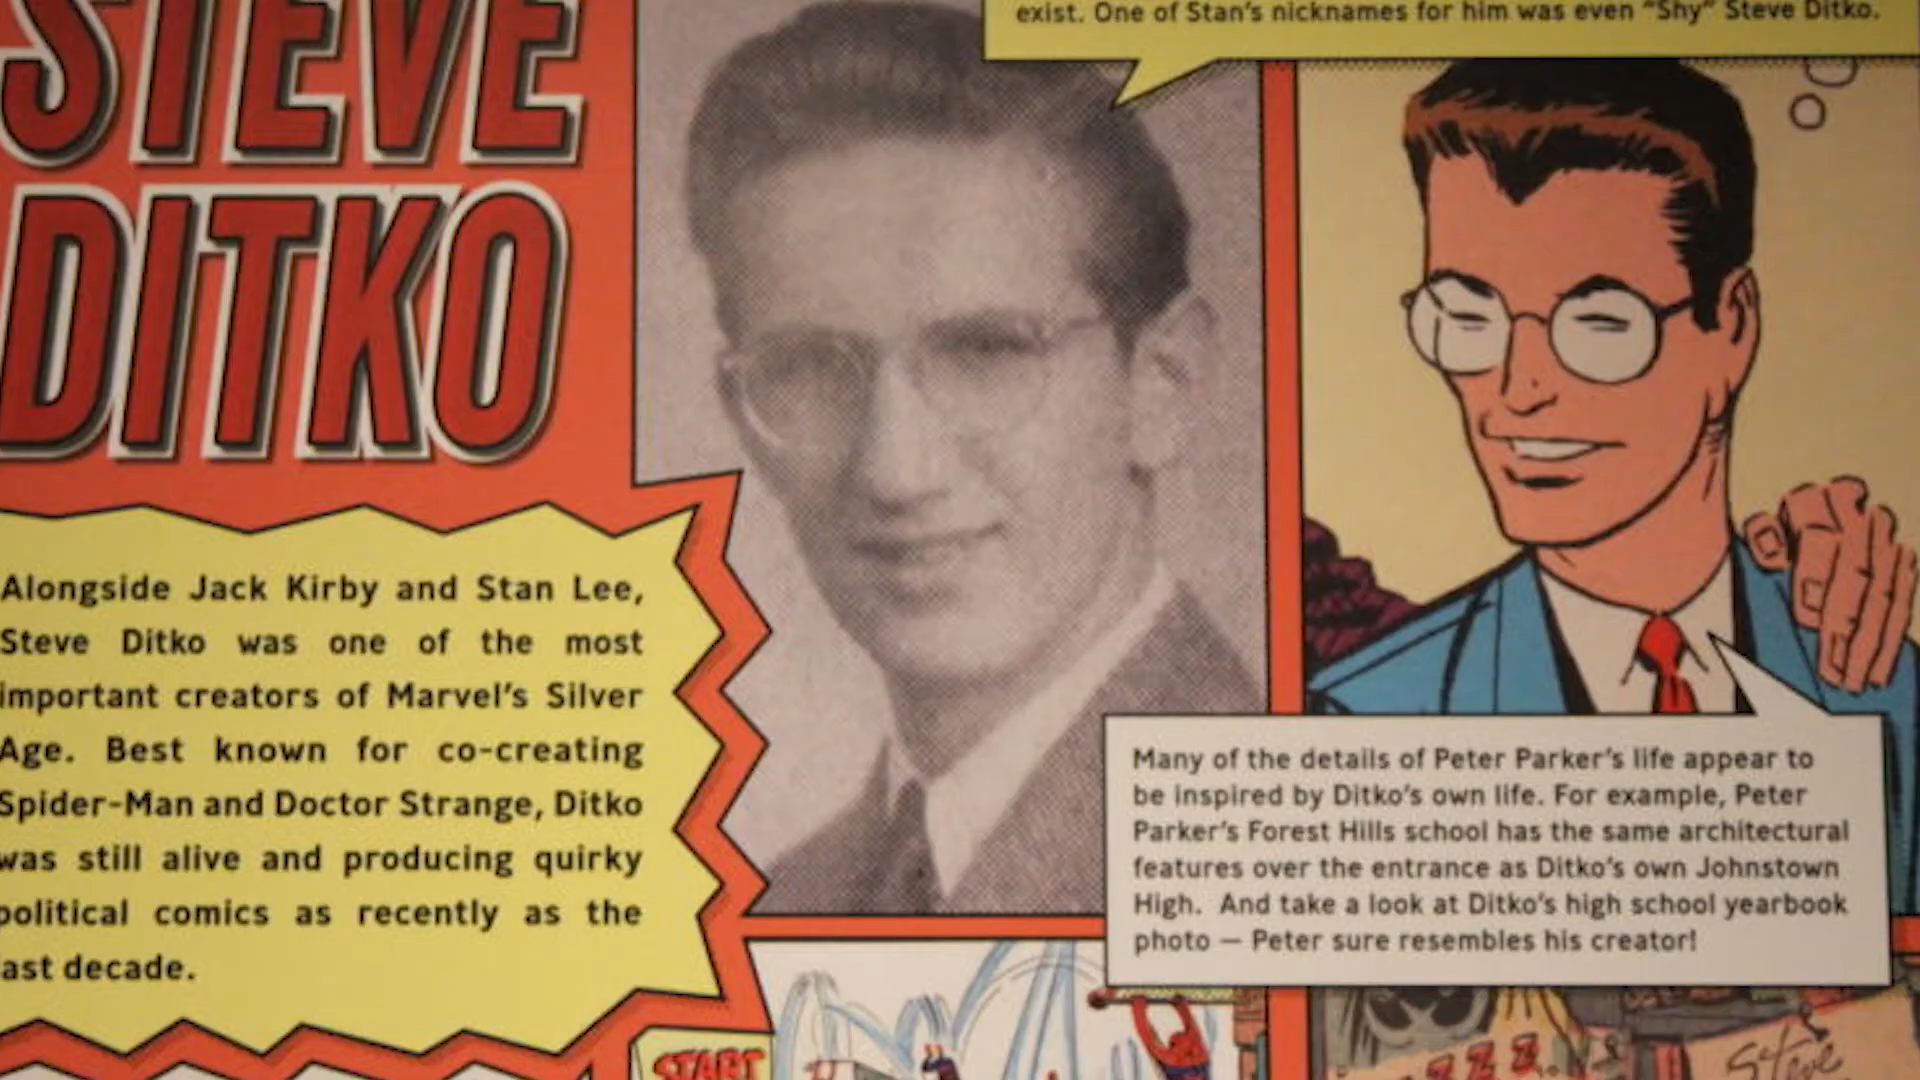 exist. One of Stan's nicknames for him was even "Shy" Steve Ditko.
STEVE
DITKO
Alongside Jack Kirby and Stan Lee,
Steve Ditko was one of the most
important creators of Marvel's Silver
Age. Best known for co-creating
Spider-Man and Doctor Strange, Ditko
was still alive and producing quirky
political comics as recently as the
ast decade.
Many of the details of Peter Parker's life appear to
be inspired by Ditko's own life. For example, Peter
Parker's Forest Hills school has the same architectural
features over the entrance as Ditko's own Johnstown
High. And take a look at Ditko's high school yearbook
photo — Peter sure resembles his creator!
START
ZZZ
Steve